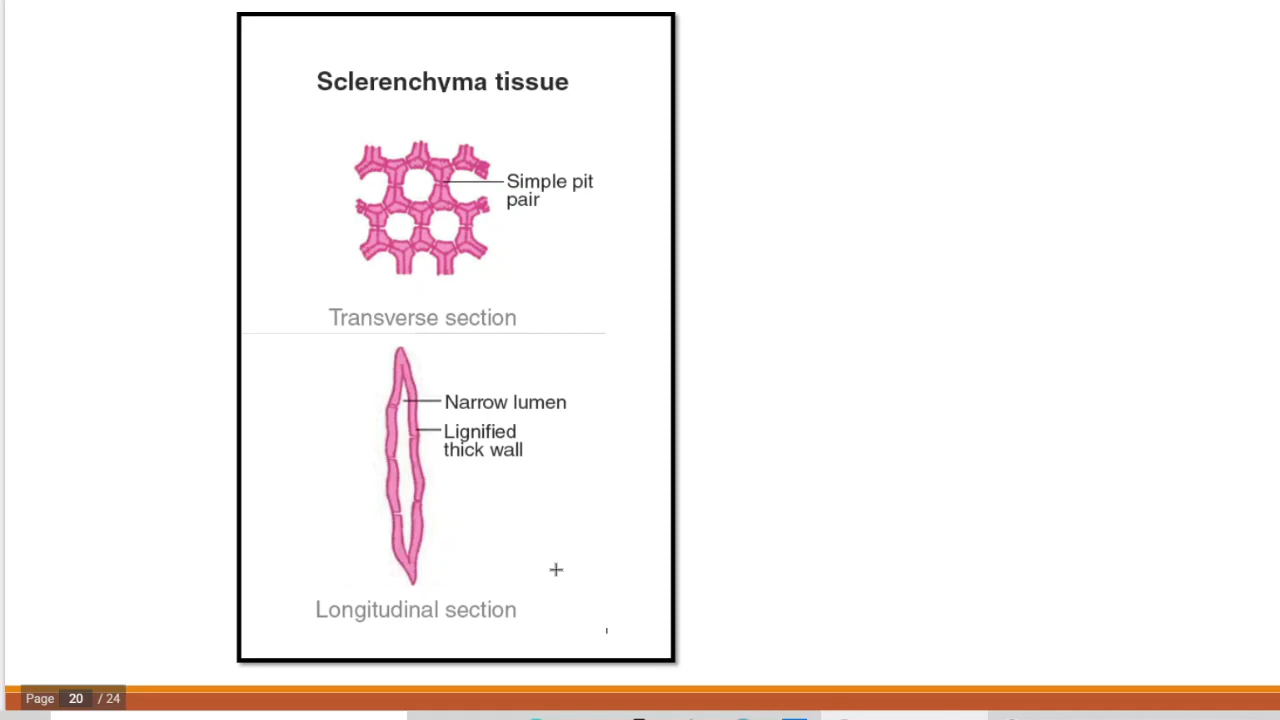 Sclerenchyma tissue
Simple pit
pair
Transverse section
Narrow lumen
Lignified
thick wall
Longitudinal section
Page 20 / 24